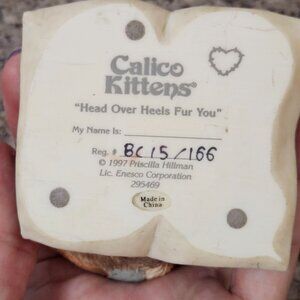 Calico
Kittens®
"Head Over Heels Fur You"
My Name Is:
Reg. # BC15/166
© 1997 Priscilla Hillman
Lic. Enesco Corporation
295469
Made in
China